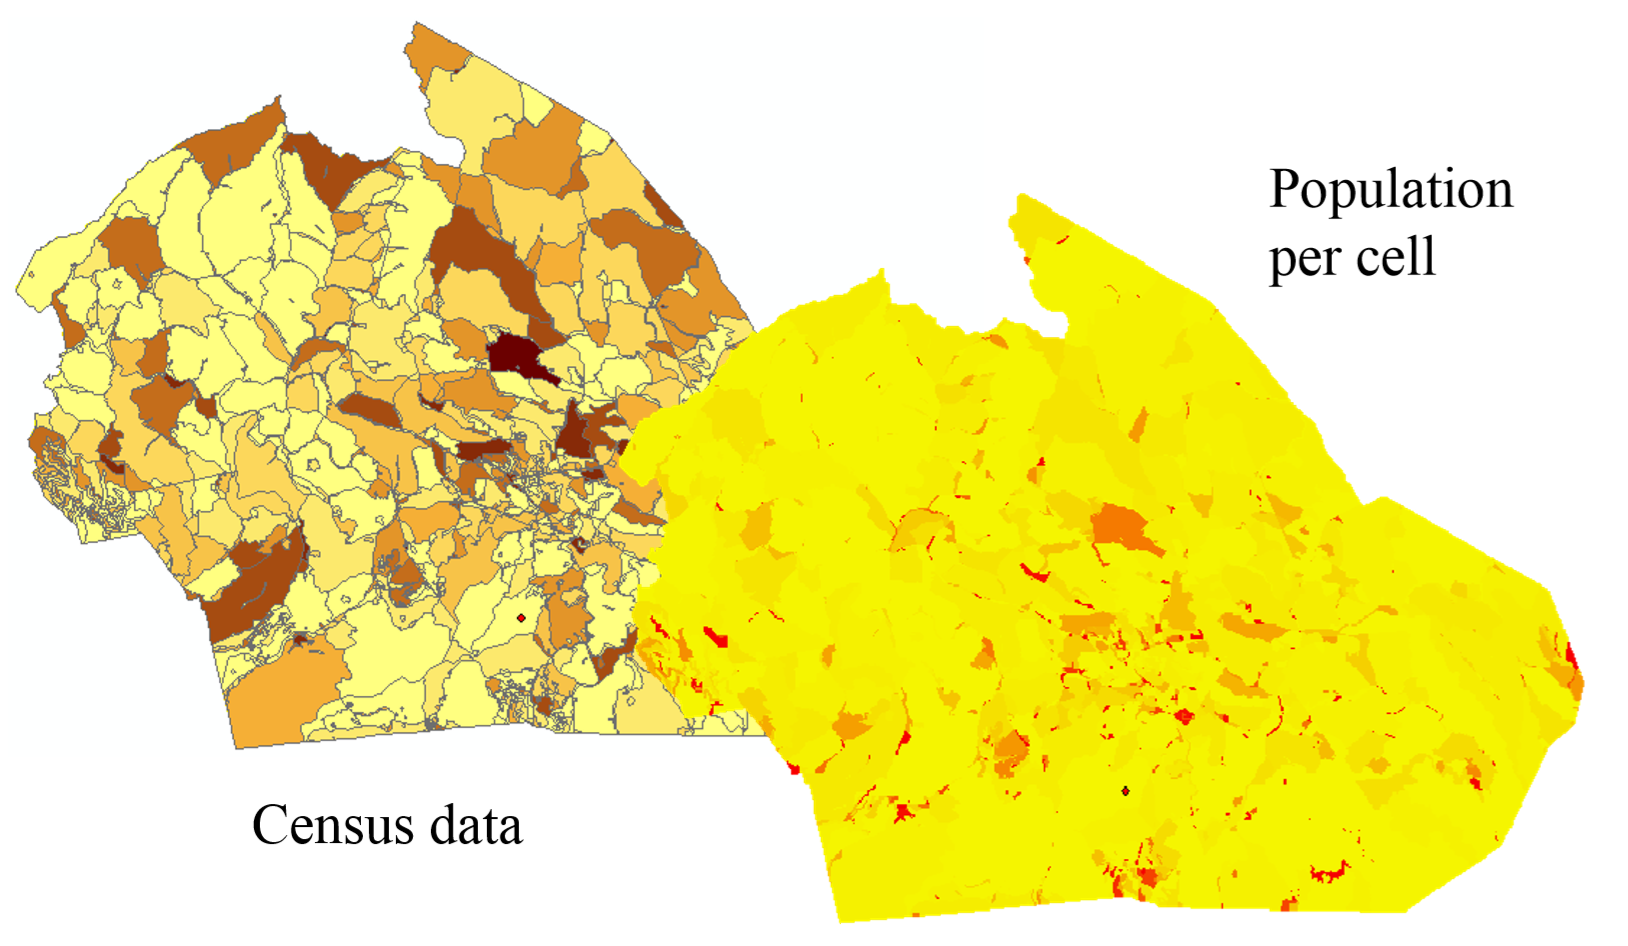 Population
per cell
Census data